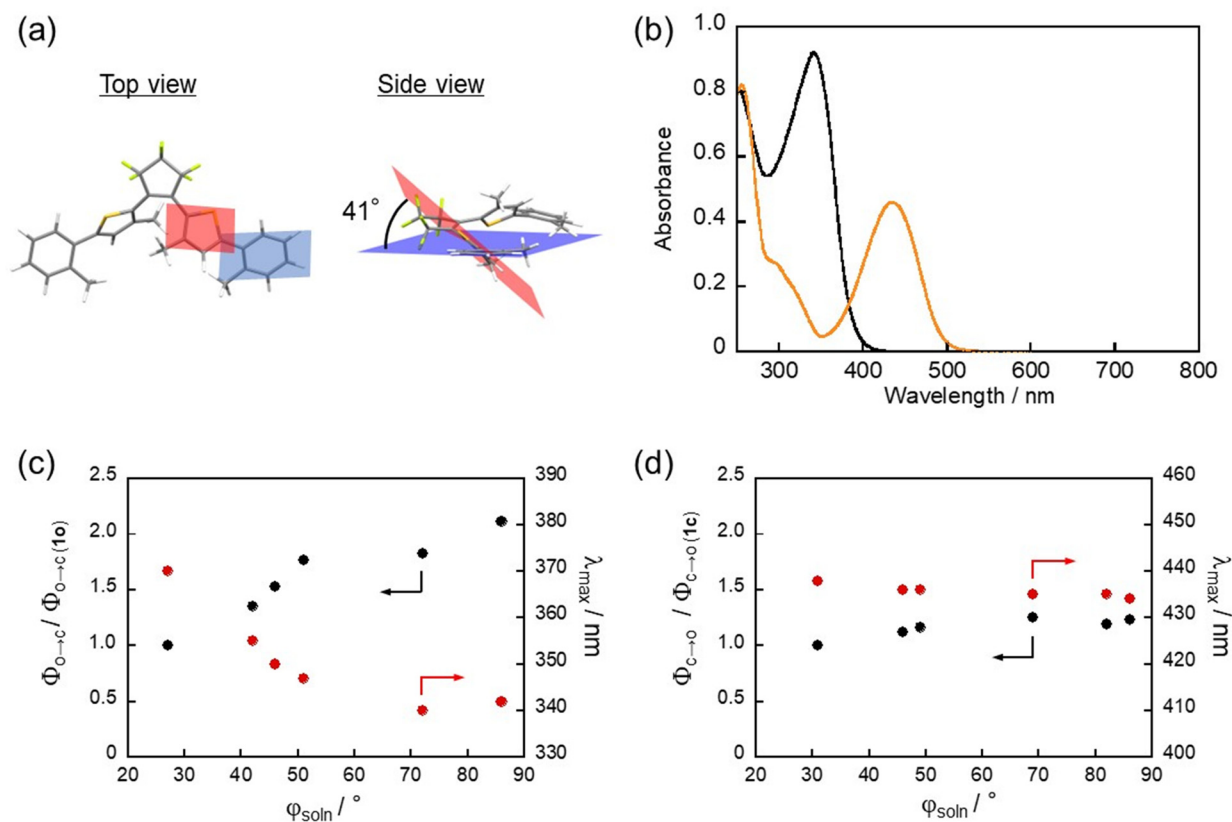 (a)
Top view
Side view
41°
(b)
1.0
0.8
0.6
0.4
0.2
0
Absorbance
300 400 500 600 700 800
Wavelength / nm
(c)
2.5
2.0
1.5
1.0
0.5
0
Φo→c / Φo→c (1o)
390
380
370
360
350
340
330
λmax / nm
20 30 40 50 60 70 80 90
φsoln / °
(d)
2.5
2.0
1.5
1.0
0.5
0
Φc→o / Φc→o (1c)
460
450
440
430
420
410
400
λmax / nm
20 30 40 50 60 70 80 90
φsoln / °